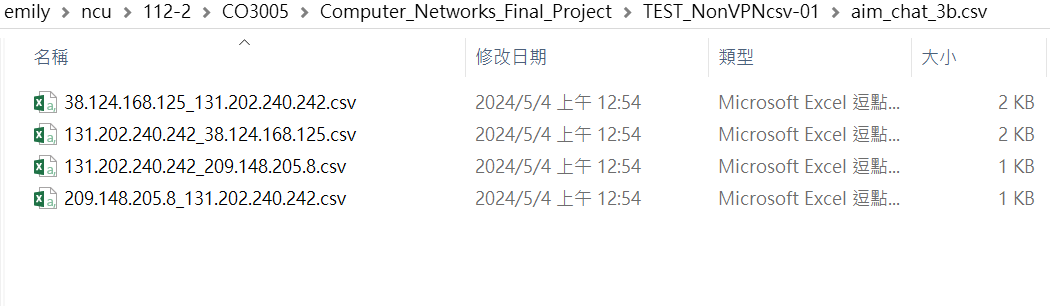 emily > ncu > 112-2 > CO3005 > Computer_Networks_Final_Project > TEST_NonVPNcsv-01 > aim_chat_3b.csv
名稱 修改日期 類型 大小
38.124.168.125_131.202.240.242.csv 2024/5/4 上午 12:54 Microsoft Excel 逗點... 2 KB
131.202.240.242_38.124.168.125.csv 2024/5/4 上午 12:54 Microsoft Excel 逗點... 2 KB
131.202.240.242_209.148.205.8.csv 2024/5/4 上午 12:54 Microsoft Excel 逗點... 1 KB
209.148.205.8_131.202.240.242.csv 2024/5/4 上午 12:54 Microsoft Excel 逗點... 1 KB